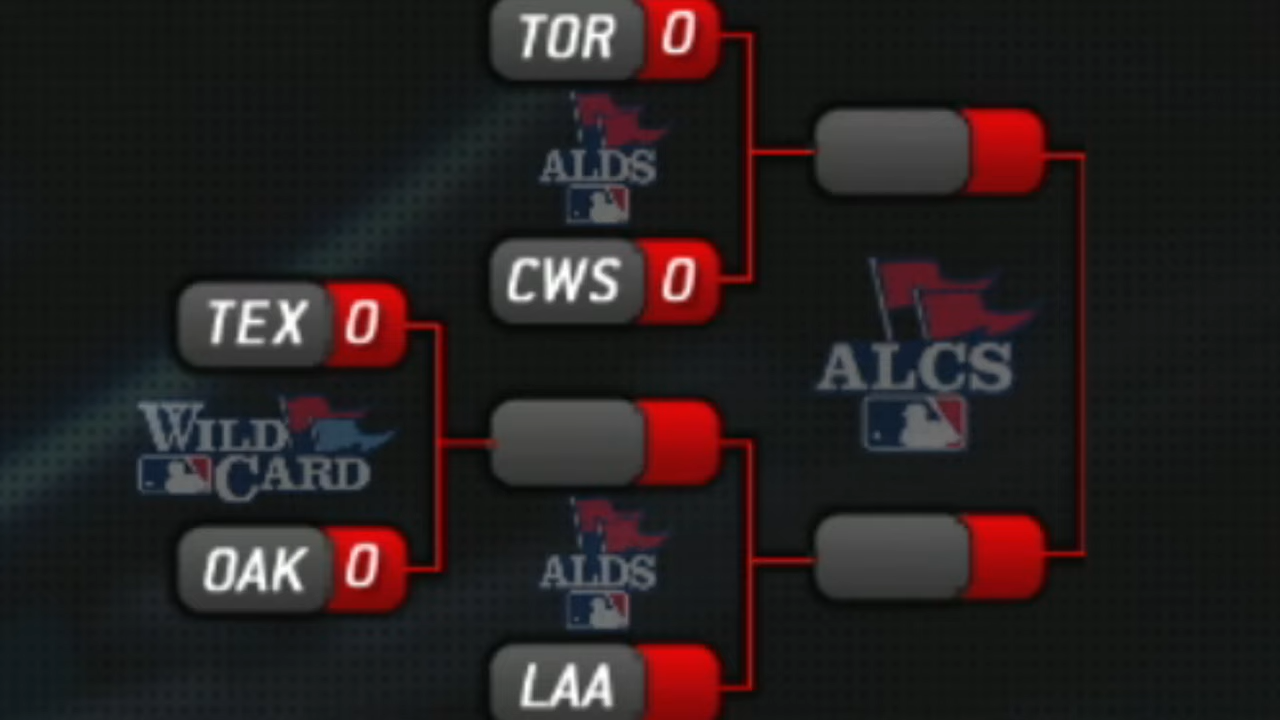 TOR 0
ALDS
CWS 0
TEX 0
WILD
CARD
OAK 0
ALDS
LAA
ALCS